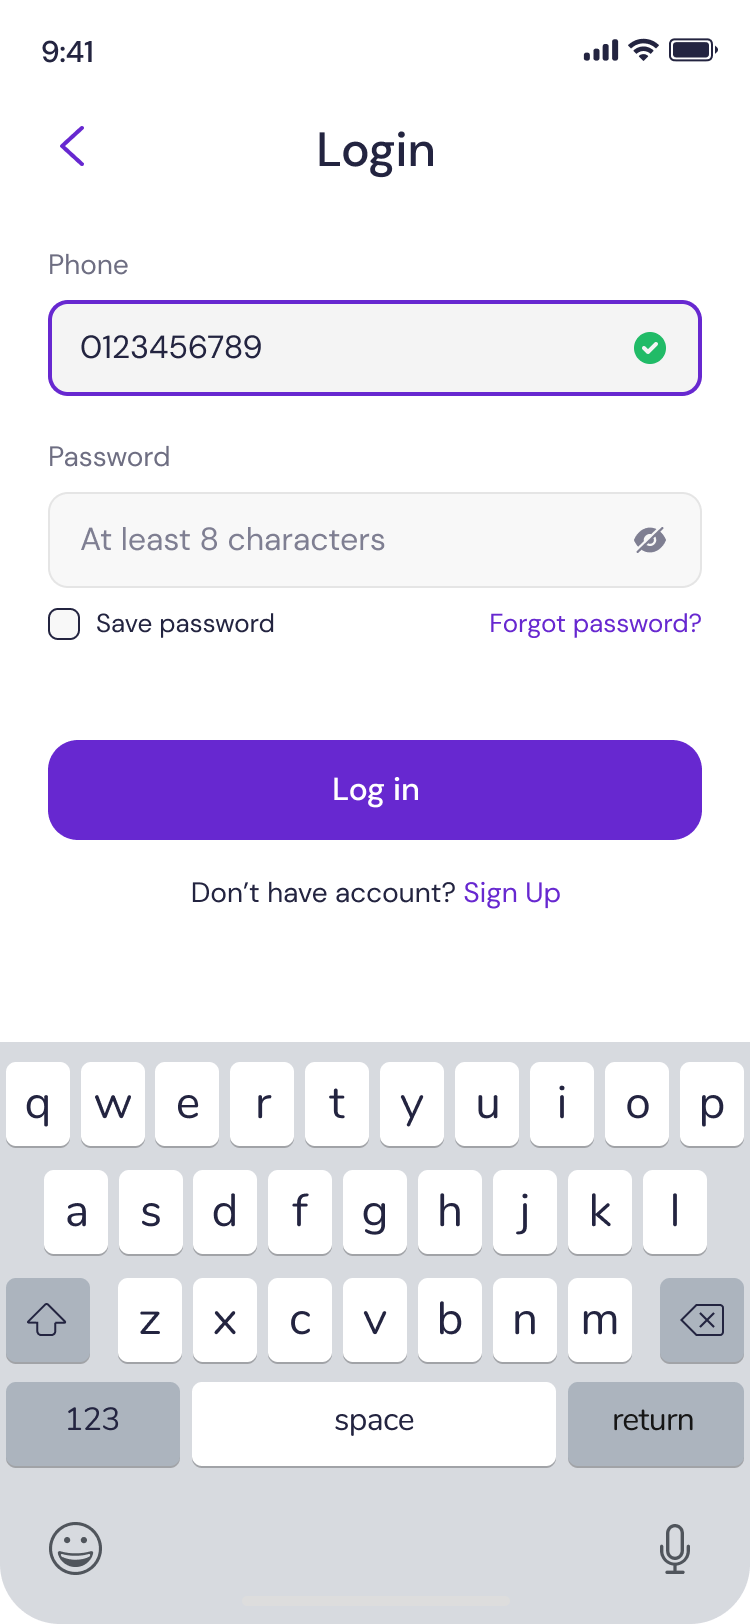 9:41
Login
Phone
0123456789
Password
At least 8 characters
Save password Forgot password?
Log in
Don’t have account? Sign Up
q w e r t y u i o p
a s d f g h j k l
z x c v b n m
123 space return